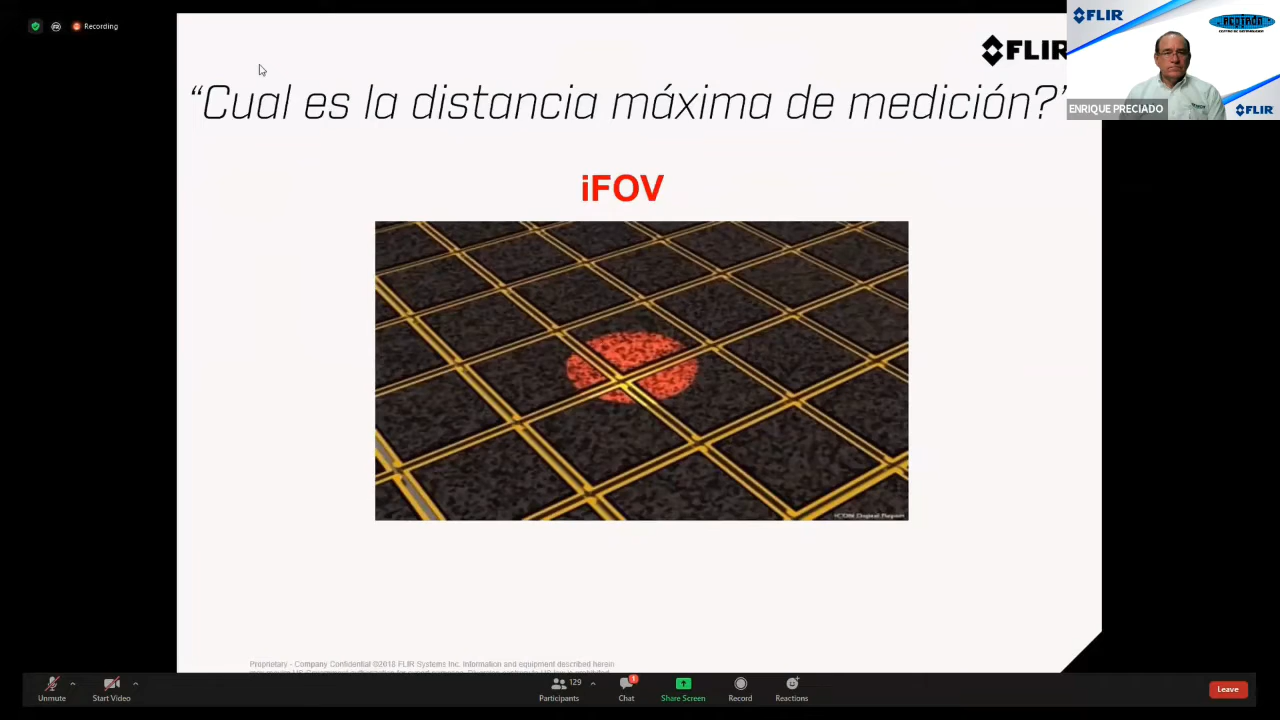 Recording
FLIR
“Cual es la distancia máxima de medición?”
FLIR
ENRIQUE PRECIADO
FLIR
iFOV
Proprietary - Company Confidential ©2018 FLIR Systems Inc. Information and equipment described herein
Unmute
Start Video
129
Participants
1
Chat
Share Screen
Record
Reactions
Leave